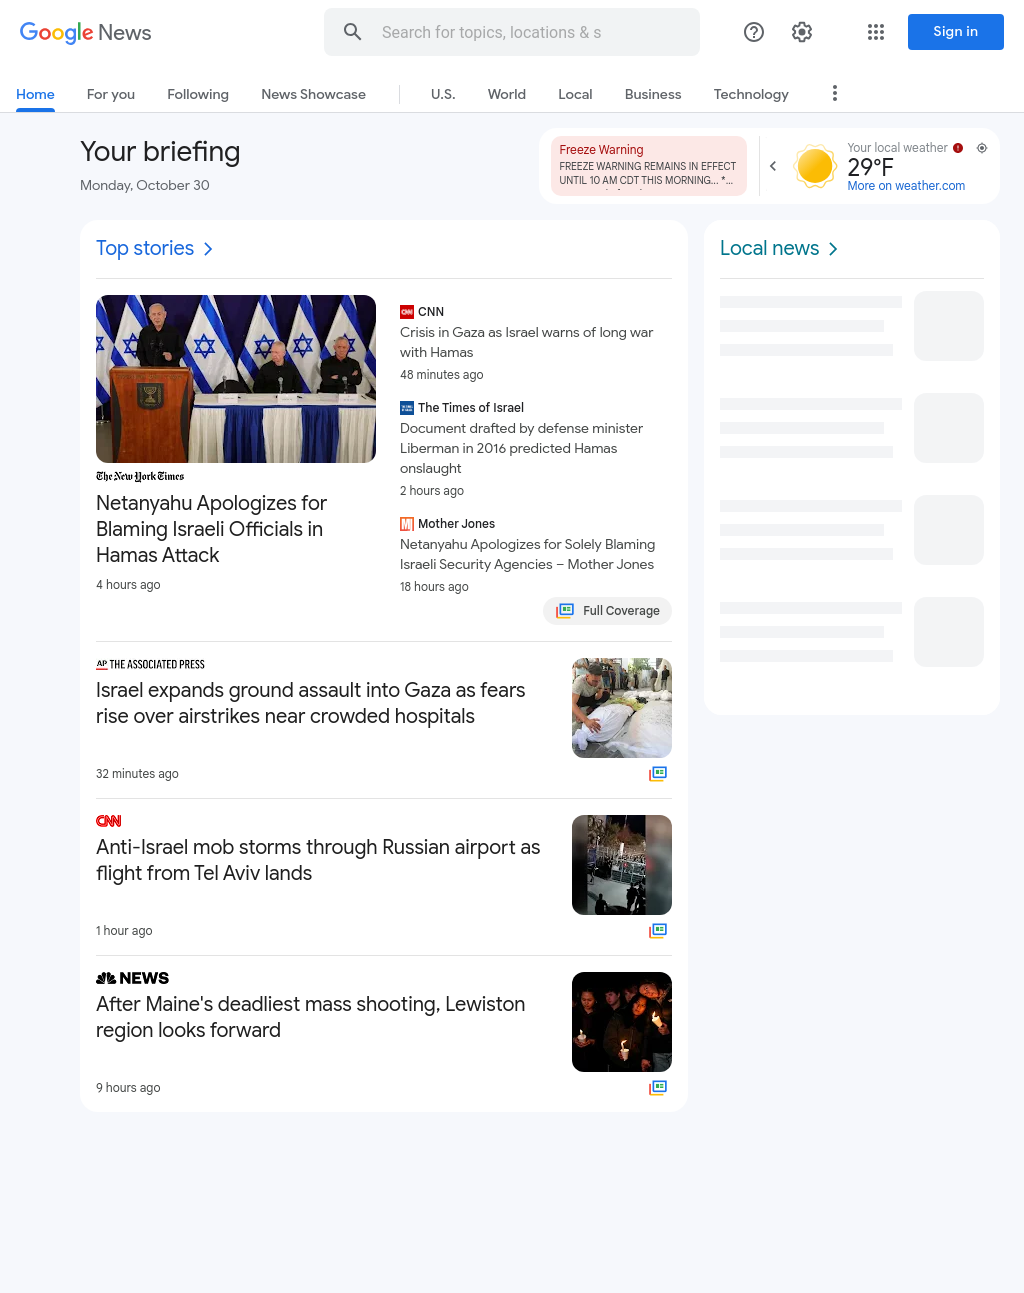 Google News
Search for topics, locations & s
Sign in
Home
For you
Following
News Showcase
U.S.
World
Local
Business
Technology
Your briefing
Monday, October 30
Freeze Warning
FREEZE WARNING REMAINS IN EFFECT
UNTIL 10 AM CDT THIS MORNING... *…
Your local weather
29°F
More on weather.com
Top stories
The New York Times
Netanyahu Apologizes for
Blaming Israeli Officials in
Hamas Attack
4 hours ago
CNN
Crisis in Gaza as Israel warns of long war
with Hamas
48 minutes ago
The Times of Israel
Document drafted by defense minister
Liberman in 2016 predicted Hamas
onslaught
2 hours ago
Mother Jones
Netanyahu Apologizes for Solely Blaming
Israeli Security Agencies – Mother Jones
18 hours ago
Full Coverage
AP THE ASSOCIATED PRESS
Israel expands ground assault into Gaza as fears
rise over airstrikes near crowded hospitals
32 minutes ago
CNN
Anti-Israel mob storms through Russian airport as
flight from Tel Aviv lands
1 hour ago
NEWS
After Maine's deadliest mass shooting, Lewiston
region looks forward
9 hours ago
Local news